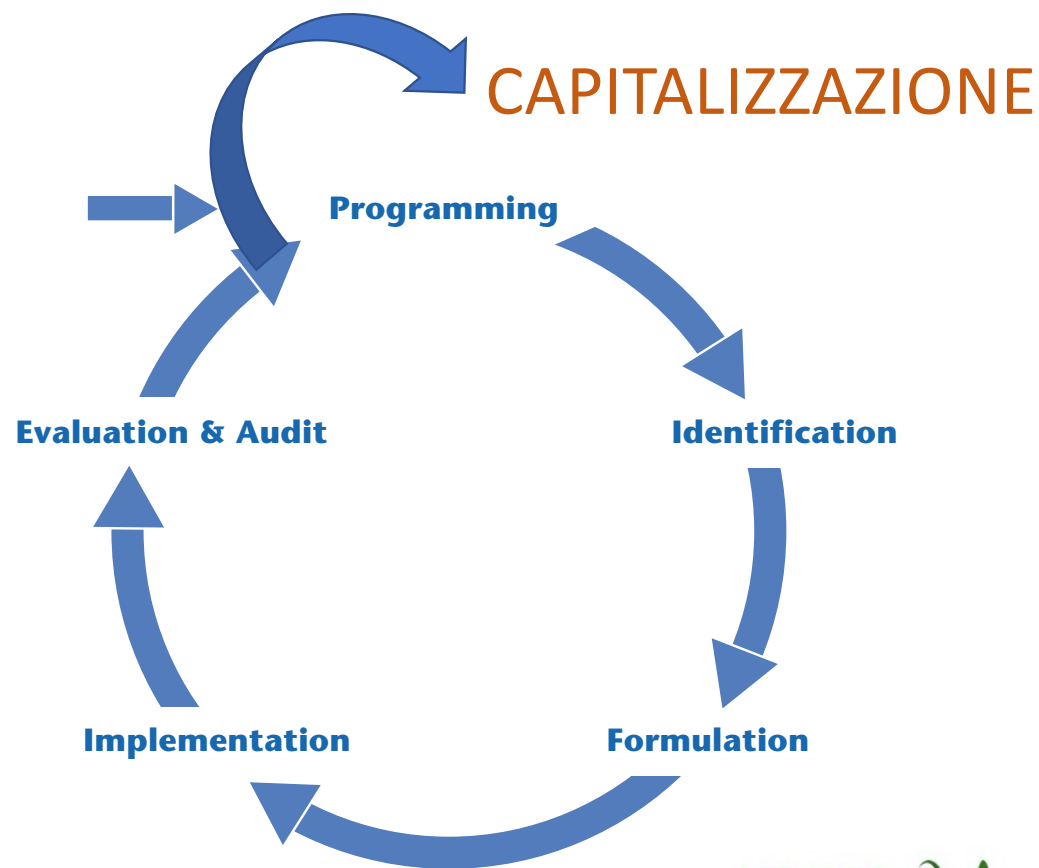 CAPITALIZZAZIONE
Programming
Evaluation & Audit
Identification
Implementation
Formulation